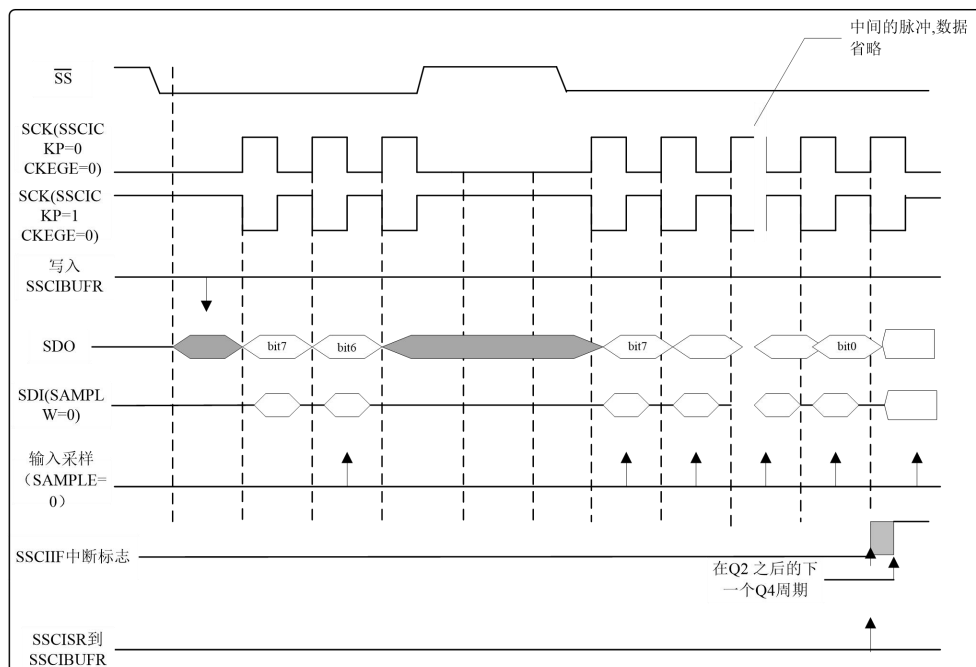 中间的脉冲,数据
省略
SS
SCK(SSCIC
KP=0
CKEGE=0)
SCK(SSCIC
KP=1
CKEGE=0)
写入
SSCIBUFR
SDO
bit7
bit6
bit7
bit0
SDI(SAMPL
W=0)
输入采样
（SAMPLE=
0）
SSCIIF中断标志
在Q2 之后的下
一个Q4周期
SSCISR到
SSCIBUFR